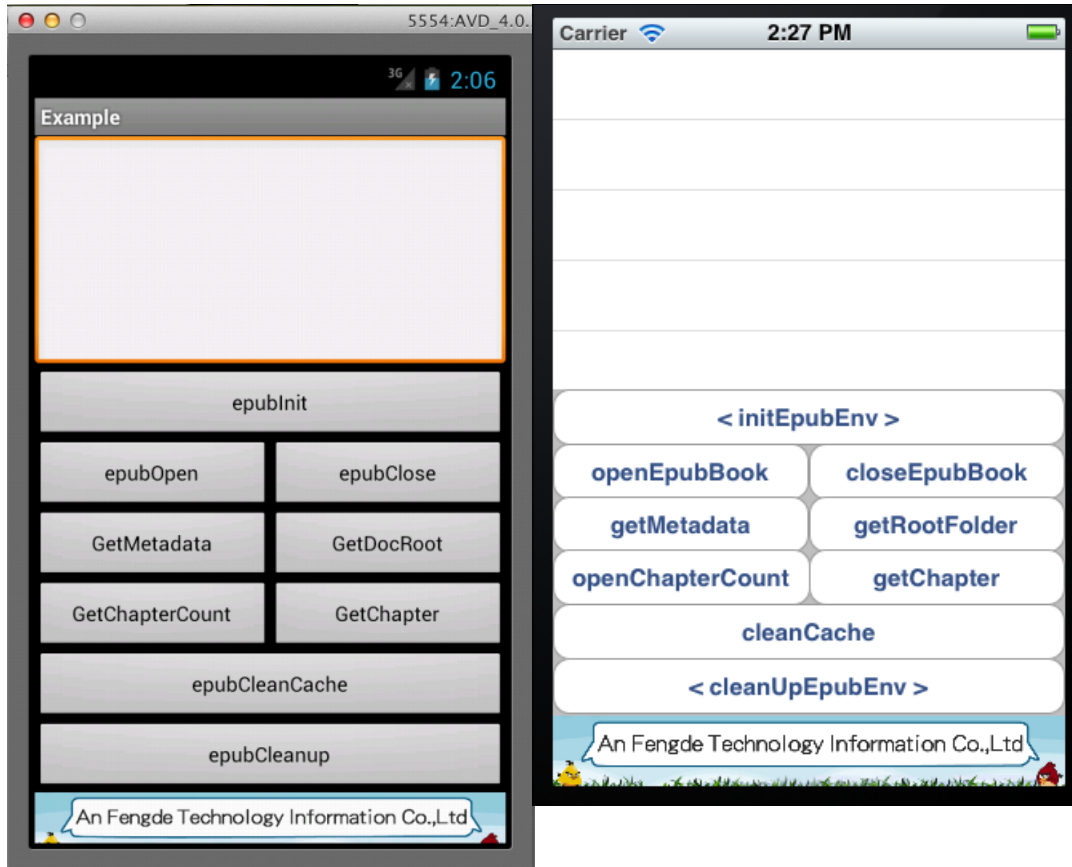 5554:AVD_4.0.
3G 2:06
Example
epubInit
epubOpen epubClose
GetMetadata GetDocRoot
GetChapterCount GetChapter
epubCleanCache
epubCleanup
An Fengde Technology Information Co.,Ltd
Carrier 2:27 PM
< initEpubEnv >
openEpubBook closeEpubBook
getMetadata getRootFolder
openChapterCount getChapter
cleanCache
< cleanUpEpubEnv >
An Fengde Technology Information Co.,Ltd